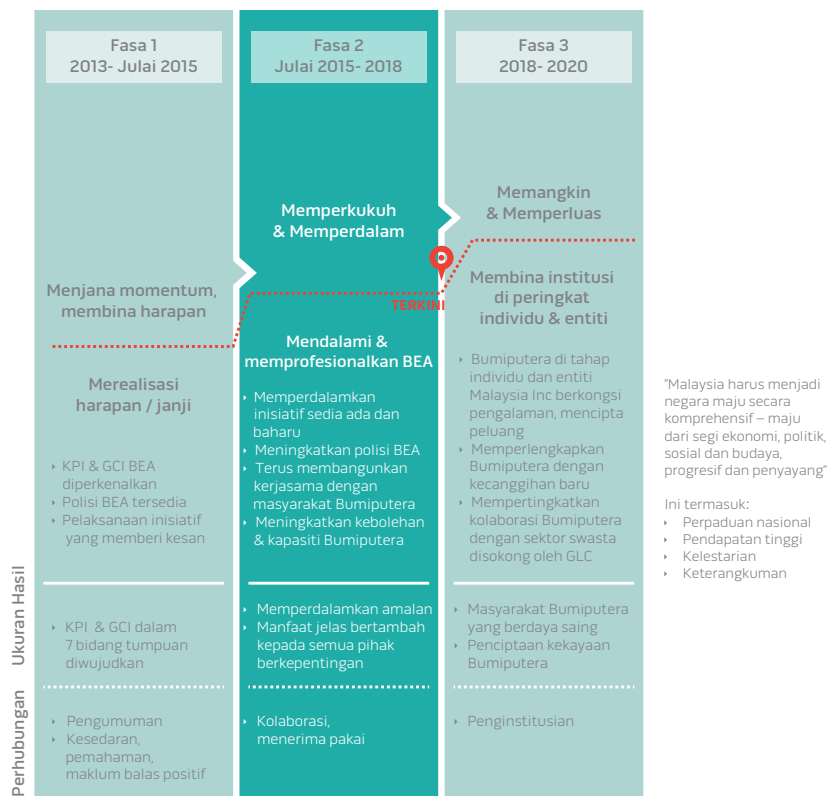 Fasa 1
2013- Julai 2015
Menjana momentum,
membina harapan
Merealisasi
harapan / janji
‣ KPI & GCI BEA
diperkenalkan
‣ Polisi BEA tersedia
‣ Pelaksanaan inisiatif
yang memberi kesan
‣ KPI & GCI dalam
7 bidang tumpuan
diwujudkan
‣ Pengumuman
‣ Kesedaran,
pemahaman,
maklum balas positif
Fasa 2
Julai 2015-2018
Memperkukuh
& Memperdalam
TERKINI
Mendalami &
memprofesionalkan BEA
‣ Memperdalamkan
inisiatif sedia ada dan
baharu
‣ Meningkatkan polisi BEA
‣ Terus membangunkan
kerjasama dengan
masyarakat Bumiputera
‣ Meningkatkan kebolehan
& kapasiti Bumiputera
‣ Memperdalamkan amalan
‣ Manfaat jelas bertambah
kepada semua pihak
berkepentingan
‣ Kolaborasi,
menerima pakai
Fasa 3
2018- 2020
Memangkin
& Memperluas
Membina institusi
di peringkat
individu & entiti
‣ Bumiputera di tahap
individu dan entiti
Malaysia Inc berkongsi
pengalaman, mencipta
peluang
‣ Memperlengkapkan
Bumiputera dengan
kecanggihan baru
‣ Mempertingkatkan
kolaborasi Bumiputera
dengan sektor swasta
disokong oleh GLC
‣ Masyarakat Bumiputera
yang berdaya saing
‣ Penciptaan kekayaan
Bumiputera
‣ Penginstitusian
"Malaysia harus menjadi
negara maju secara
komprehensif – maju
dari segi ekonomi, politik,
sosial dan budaya,
progresif dan penyayang"
Ini termasuk:
‣ Perpaduan nasional
‣ Pendapatan tinggi
‣ Kelestarian
‣ Keterangkuman
Ukuran Hasil
Perhubungan